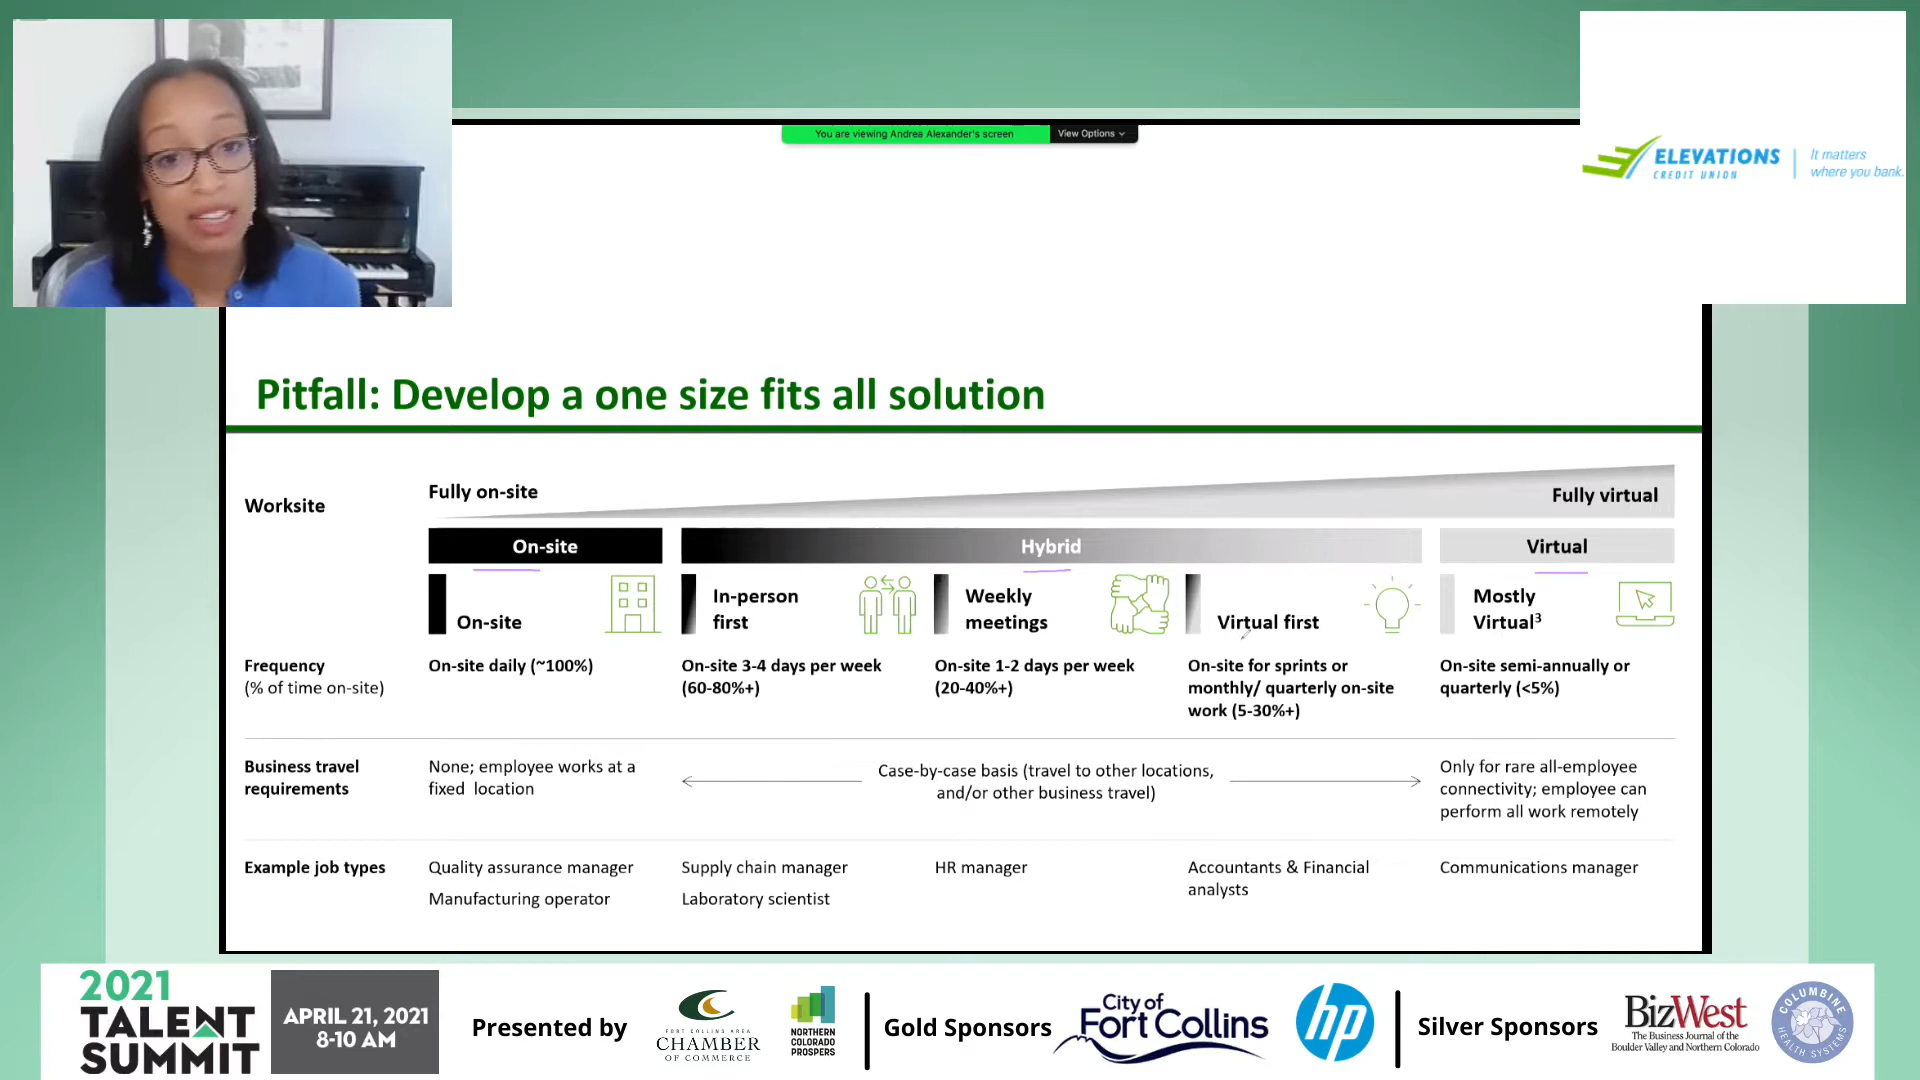 You are viewing Andrea Alexander's screen
View Options
ELEVATIONS
CREDIT UNION
It matters
where you bank.
Pitfall: Develop a one size fits all solution
Worksite
Fully on-site
Fully virtual
On-site
Hybrid
Virtual
On-site
In-person
first
Weekly
meetings
Virtual first
Mostly
Virtual³
Frequency
(% of time on-site)
On-site daily (~100%)
On-site 3-4 days per week
(60-80%+)
On-site 1-2 days per week
(20-40%+)
On-site for sprints or
monthly/ quarterly on-site
work (5-30%+)
On-site semi-annually or
quarterly (<5%)
Business travel
requirements
None; employee works at a
fixed location
Case-by-case basis (travel to other locations,
and/or other business travel)
Only for rare all-employee
connectivity; employee can
perform all work remotely
Example job types
Quality assurance manager
Manufacturing operator
Supply chain manager
Laboratory scientist
HR manager
Accountants & Financial
analysts
Communications manager
2021
TALENT
SUMMIT
APRIL 21, 2021
8-10 AM
Presented by
FORT COLLINS AREA
CHAMBER
OF COMMERCE
NORTHERN
COLORADO
PROSPERS
Gold Sponsors
City of
Fort Collins
hp
Silver Sponsors
BizWest
The Business Journal of the
Boulder Valley and Northern Colorado
COLUMBINE
HEALTH SYSTEMS